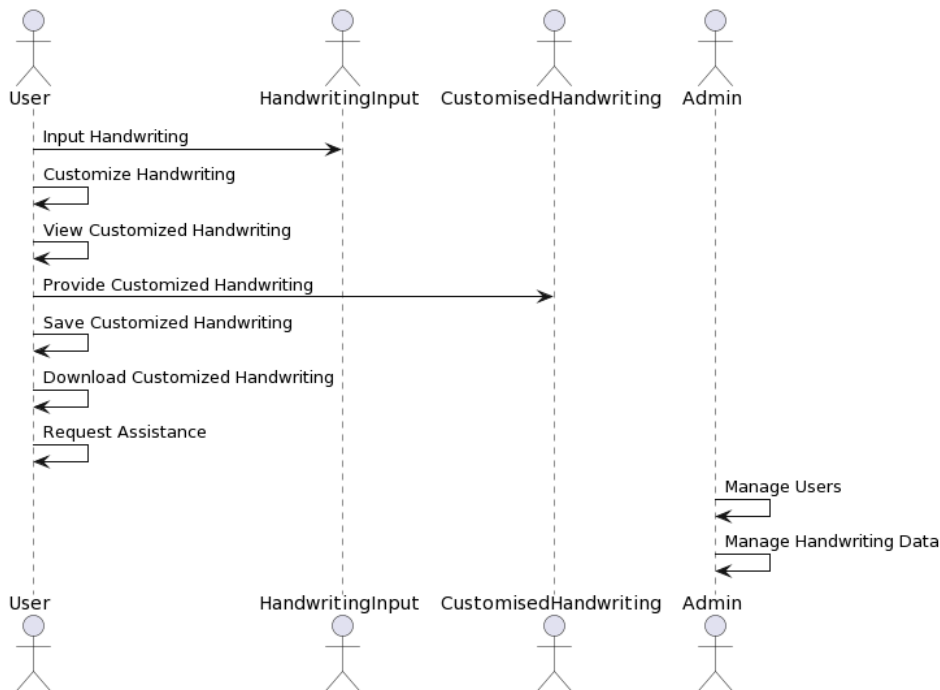 User HandwritingInput CustomisedHandwriting Admin
Input Handwriting
Customize Handwriting
View Customized Handwriting
Provide Customized Handwriting
Save Customized Handwriting
Download Customized Handwriting
Request Assistance
Manage Users
Manage Handwriting Data
User HandwritingInput CustomisedHandwriting Admin